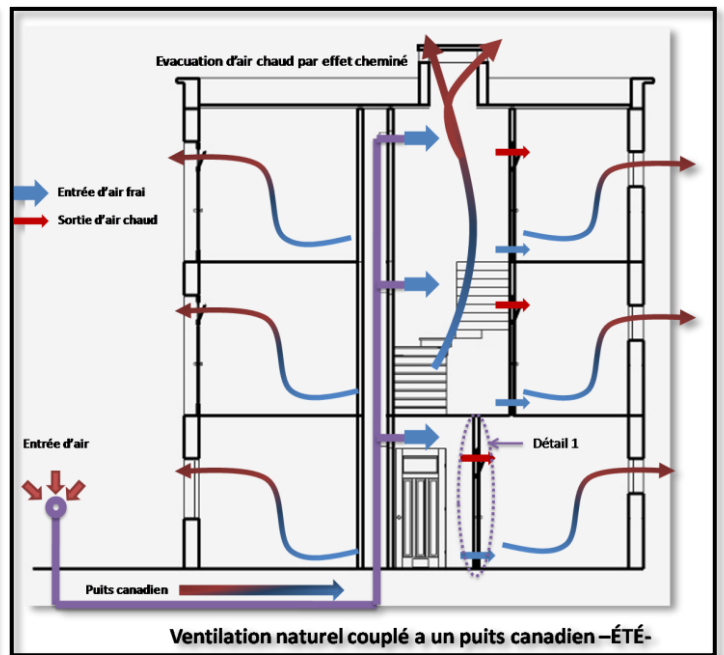 Evacuation d'air chaud par effet cheminé
Entrée d'air frai
Sortie d'air chaud
Entrée d'air
Détail 1
Puits canadien
Ventilation naturel couplé a un puits canadien –ÉTÉ-